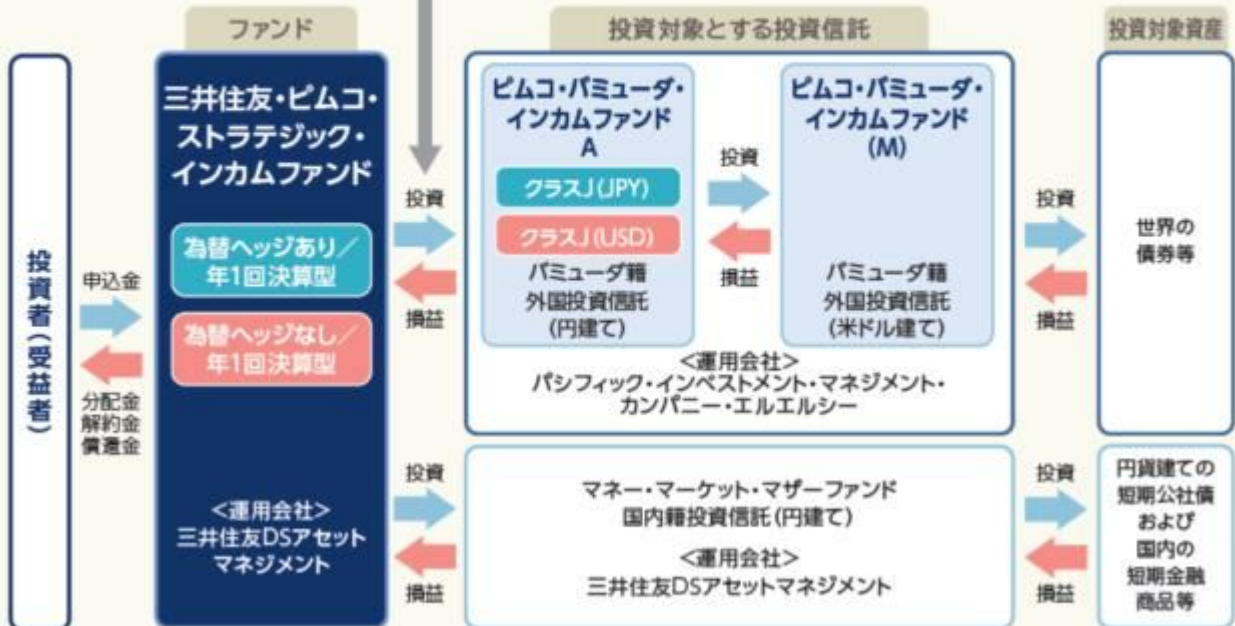 ファンド
投資対象とする投資信託
投資対象資産
投資者(受益者)
申込金
分配金
解約金
償還金
三井住友・ピムコ・
ストラテジック・
インカムファンド
為替ヘッジあり/
年1回決算型
為替ヘッジなし/
年1回決算型
<運用会社>
三井住友DSアセット
マネジメント
投資
損益
投資
損益
ピムコ・バミューダ・
インカムファンド
A
クラスJ(JPY)
クラスJ(USD)
バミューダ籍
外国投資信託
(円建て)
投資
損益
ピムコ・バミューダ・
インカムファンド
(M)
バミューダ籍
外国投資信託
(米ドル建て)
<運用会社>
パシフィック・インベストメント・マネジメント・
カンパニー・エルエルシー
マネー・マーケット・マザーファンド
国内籍投資信託(円建て)
<運用会社>
三井住友DSアセットマネジメント
投資
損益
投資
損益
世界の
債券等
円貨建ての
短期公社債
および
国内の
短期金融
商品等